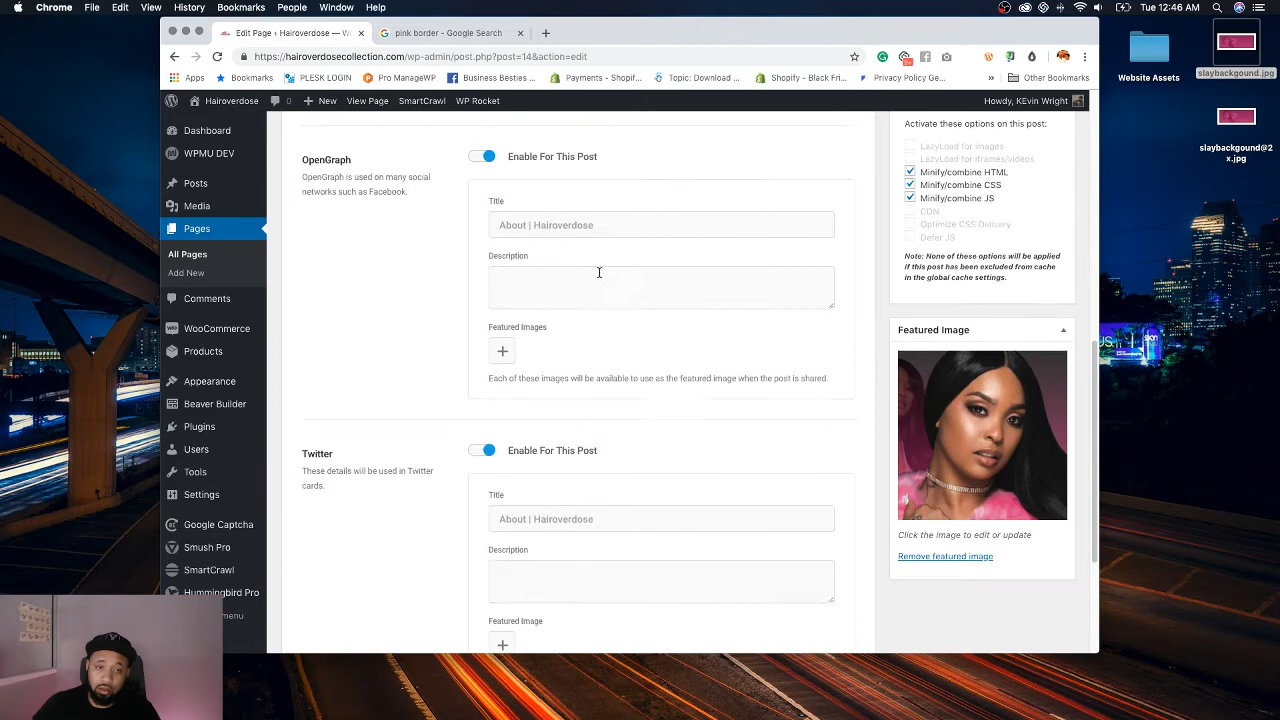 Chrome File Edit View History Bookmarks People Window Help
Tue 12:46 AM
Edit Page ‹ Hairoverdose — W
pink border - Google Search
https://hairoverdosecollection.com/wp-admin/post.php?post=14&action=edit
Apps Bookmarks PLESK LOGIN Pro ManageWP Business Besties ... Payments - Shopif... Topic: Download ... Shopify - Black Fri... Privacy Policy Ge... » Other Bookmarks
Hairoverdose 0 New View Page SmartCrawl WP Rocket Howdy, KEvin Wright
Dashboard
WPMU DEV
Posts
Media
Pages
All Pages
Add New
Comments
WooCommerce
Products
Appearance
Beaver Builder
Plugins
Users
Tools
Settings
Google Captcha
Smush Pro
SmartCrawl
Hummingbird Pro
menu
OpenGraph
OpenGraph is used on many social
networks such as Facebook.
Enable For This Post
Title
About | Hairoverdose
Description
Featured Images
Each of these images will be available to use as the featured image when the post is shared.
Twitter
These details will be used in Twitter
cards.
Enable For This Post
Title
About | Hairoverdose
Description
Featured Image
Activate these options on this post:
LazyLoad for images
LazyLoad for iframes/videos
Minify/combine HTML
Minify/combine CSS
Minify/combine JS
CDN
Optimize CSS Delivery
Defer JS
Note: None of these options will be applied
if this post has been excluded from cache
in the global cache settings.
Featured Image
Click the image to edit or update
Remove featured image
Website Assets
slaybackgound.jpg
slaybackgound@2
x.jpg